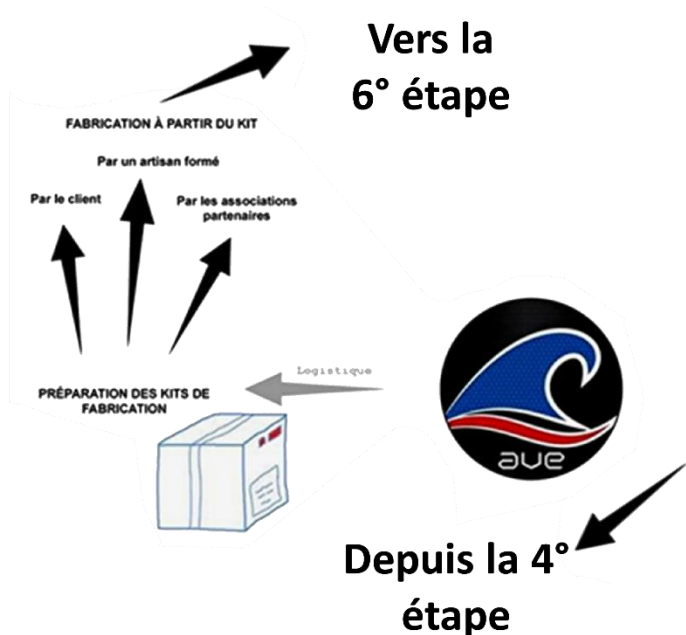 Vers la
6° étape
FABRICATION À PARTIR DU KIT
Par un artisan formé
Par le client
Par les associations
partenaires
Logistique
PRÉPARATION DES KITS DE
FABRICATION
ave
Depuis la 4°
étape